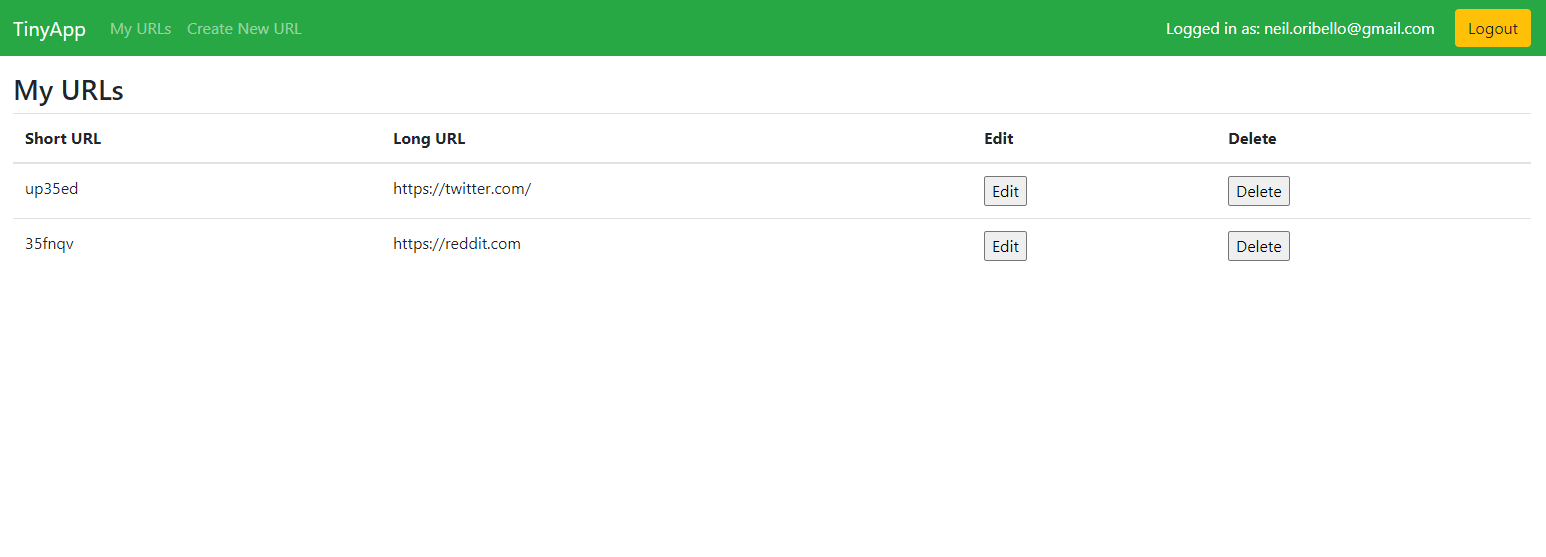 TinyApp My URLs Create New URL Logged in as: neil.oribello@gmail.com Logout
My URLs
Short URL Long URL Edit Delete
up35ed https://twitter.com/ Edit Delete
35fnqv https://reddit.com Edit Delete